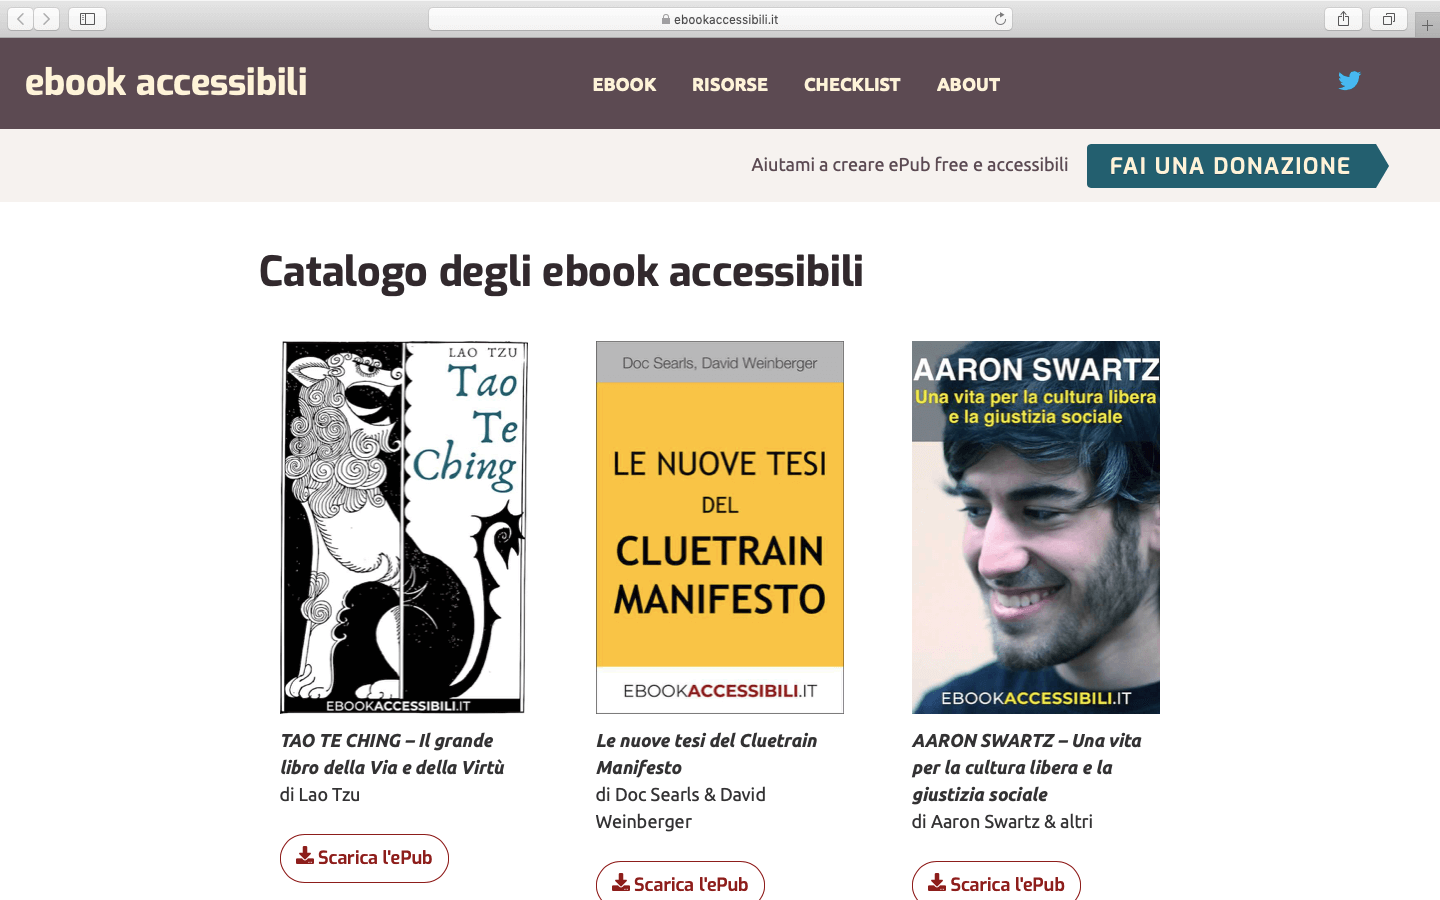 ebookaccessibili.it
ebook accessibili
EBOOK RISORSE CHECKLIST ABOUT
Aiutami a creare ePub free e accessibili
FAI UNA DONAZIONE
Catalogo degli ebook accessibili
LAO TZU
Tao
Te
Ching
EBOOKACCESSIBILI.IT
TAO TE CHING – Il grande
libro della Via e della Virtù
di Lao Tzu
Scarica l'ePub
Doc Searls, David Weinberger
LE NUOVE TESI
DEL
CLUETRAIN
MANIFESTO
EBOOKACCESSIBILI.IT
Le nuove tesi del Cluetrain
Manifesto
di Doc Searls & David
Weinberger
Scarica l'ePub
AARON SWARTZ
Una vita per la cultura libera
e la giustizia sociale
EBOOKACCESSIBILI.IT
AARON SWARTZ – Una vita
per la cultura libera e la
giustizia sociale
di Aaron Swartz & altri
Scarica l'ePub